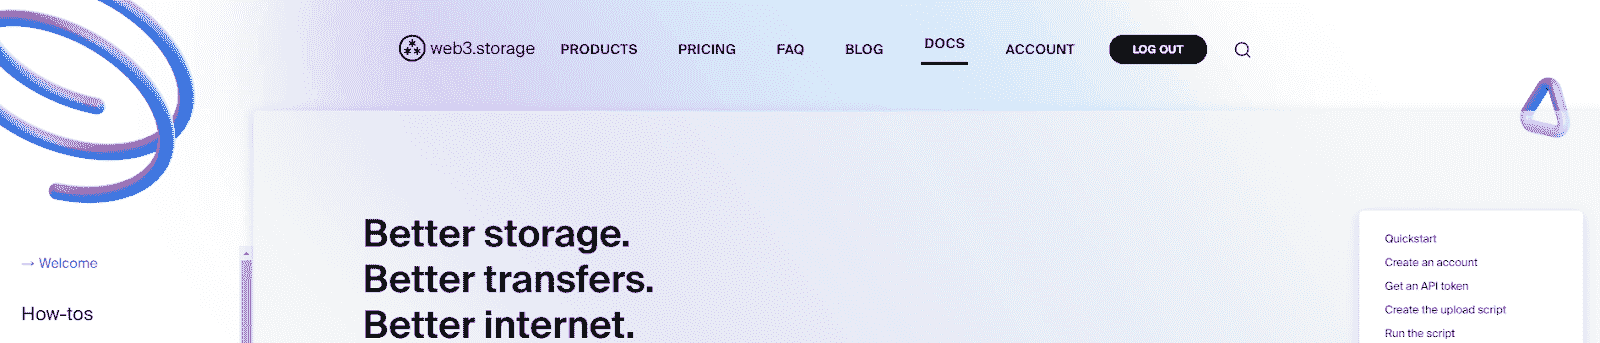 web3.storage PRODUCTS PRICING FAQ BLOG DOCS ACCOUNT LOG OUT
→ Welcome
How-tos
Better storage.
Better transfers.
Better internet.
Quickstart
Create an account
Get an API token
Create the upload script
Run the script